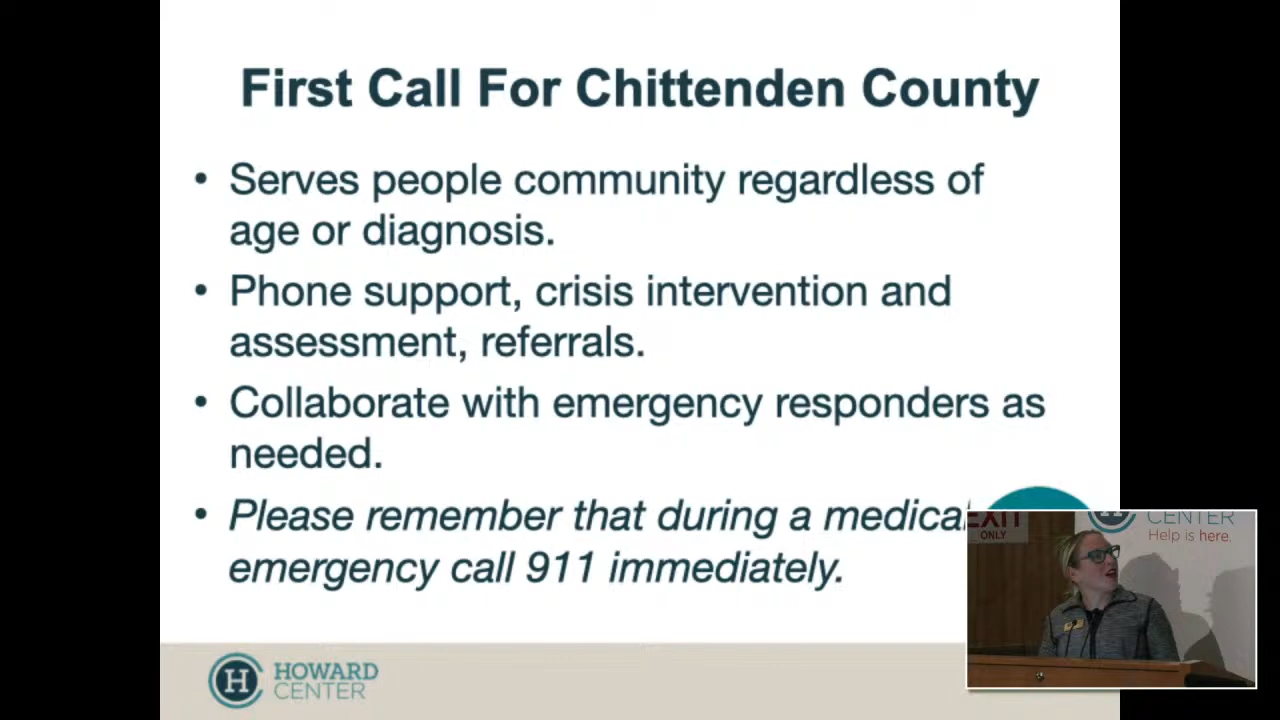 First Call For Chittenden County
• Serves people community regardless of
age or diagnosis.
• Phone support, crisis intervention and
assessment, referrals.
• Collaborate with emergency responders as
needed.
• Please remember that during a medical
emergency call 911 immediately.
EXIT
ONLY
H
CENTER
Help is here.
H
HOWARD
CENTER